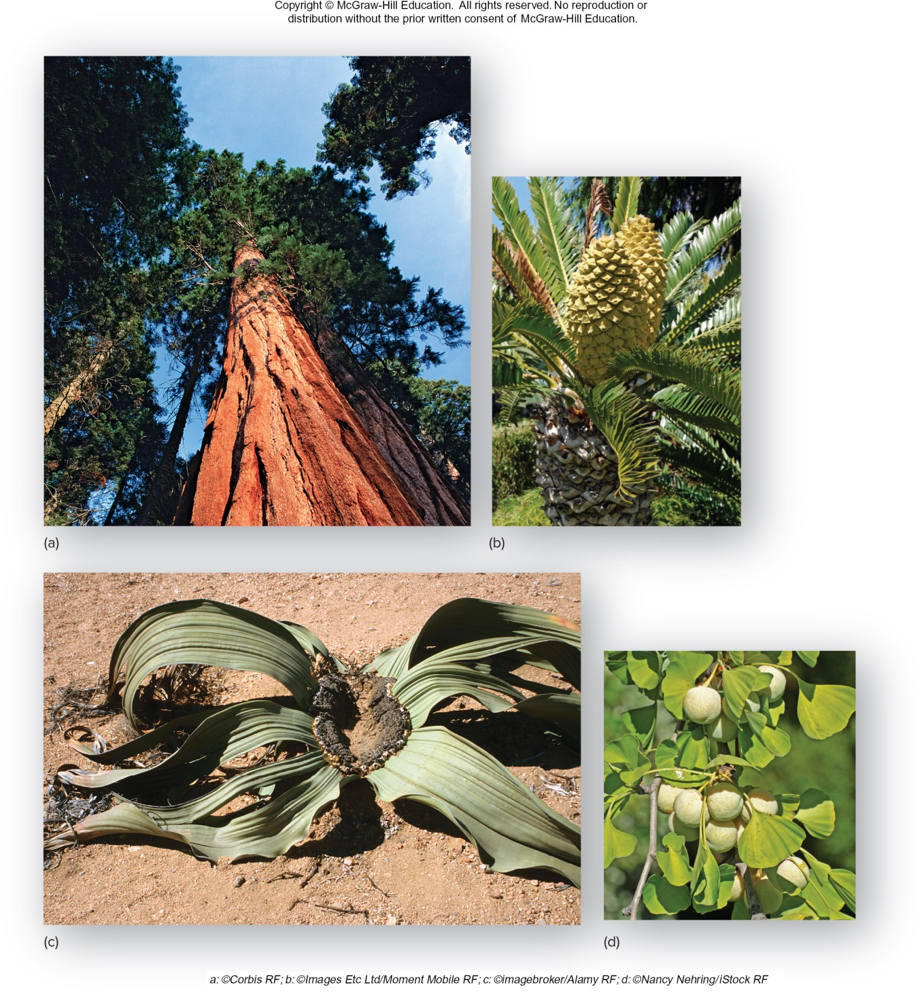 Copyright © McGraw-Hill Education. All rights reserved. No reproduction or
distribution without the prior written consent of McGraw-Hill Education.
(a)
(b)
(c)
(d)
a: ©Corbis RF; b: ©Images Etc Ltd/Moment Mobile RF; c: ©imagebroker/Alamy RF; d: ©Nancy Nehring/iStock RF